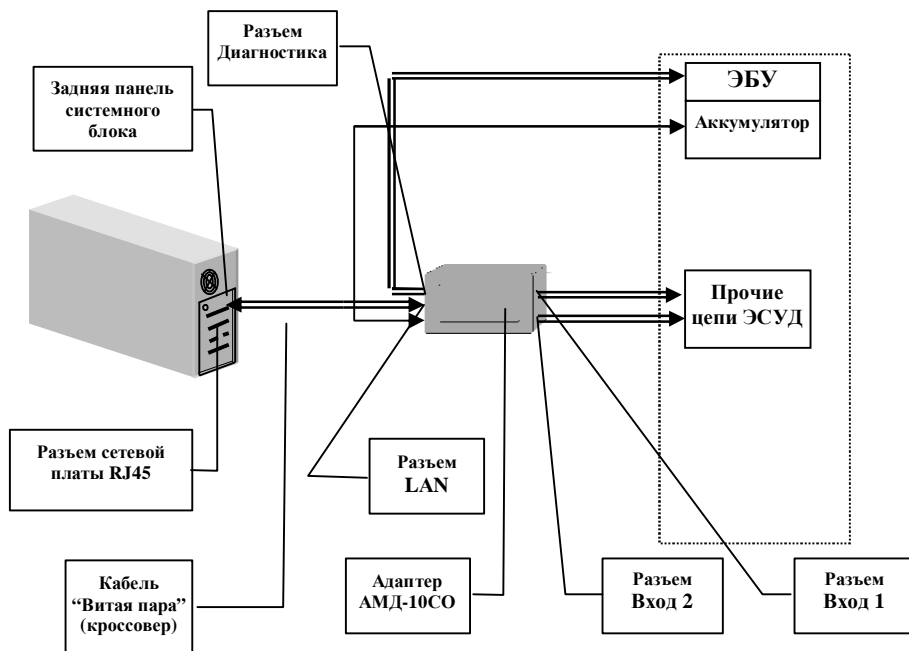 Разъем
Диагностика
Задняя панель
системного
блока
ЭБУ
Аккумулятор
Прочие
цепи ЭСУД
Разъем сетевой
платы RJ45
Разъем
LAN
Кабель
“Витая пара”
(кроссовер)
Адаптер
АМД-10СО
Разъем
Вход 2
Разъем
Вход 1